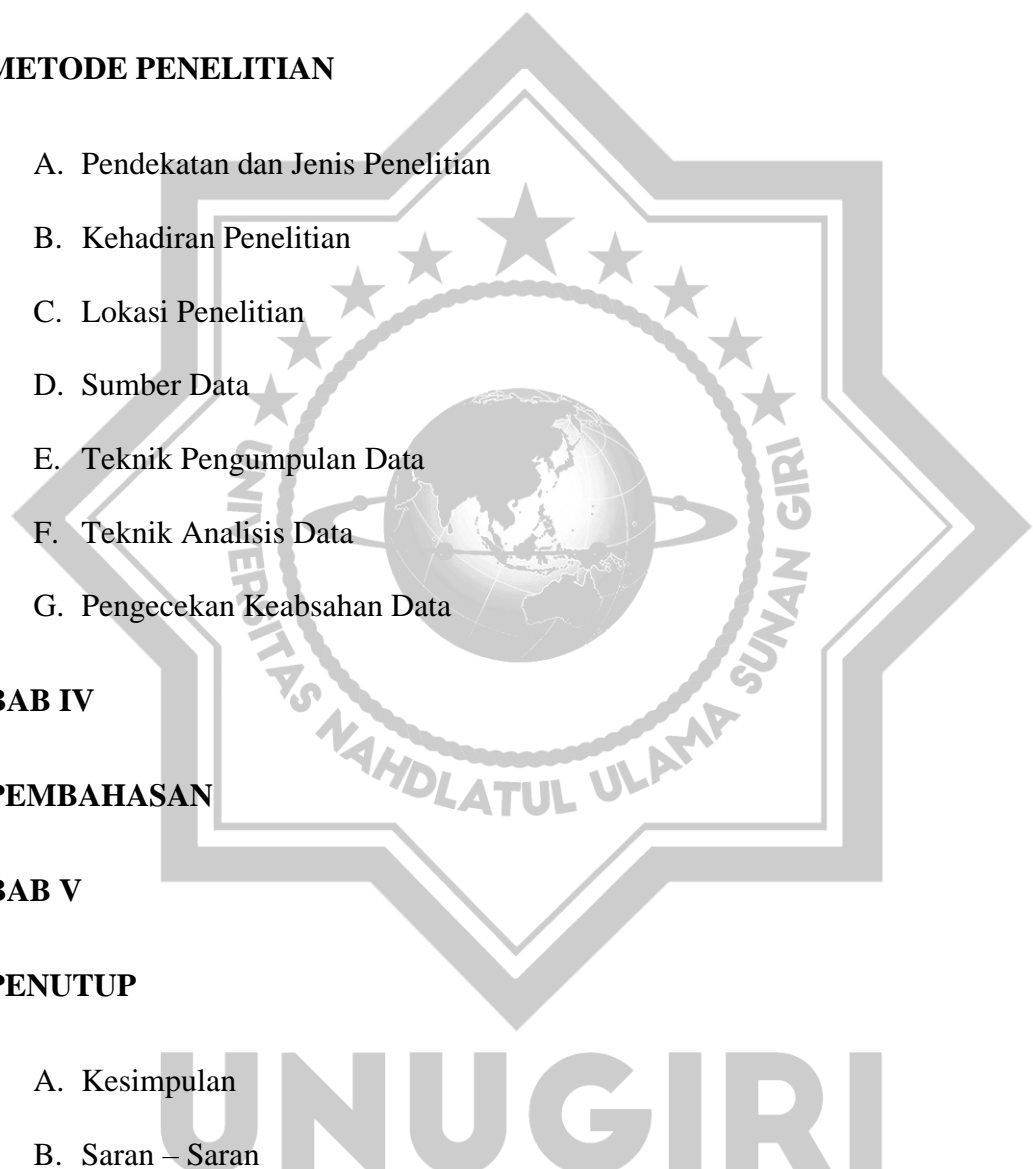 METODE PENELITIAN
A. Pendekatan dan Jenis Penelitian
B. Kehadiran Penelitian
C. Lokasi Penelitian
D. Sumber Data
E. Teknik Pengumpulan Data
F. Teknik Analisis Data
G. Pengecekan Keabsahan Data
BAB IV
PEMBAHASAN
BAB V
PENUTUP
A. Kesimpulan
B. Saran – Saran
UNIVERSITAS NAHDLATUL ULAMA SUNAN GIRI
UNUGIRI